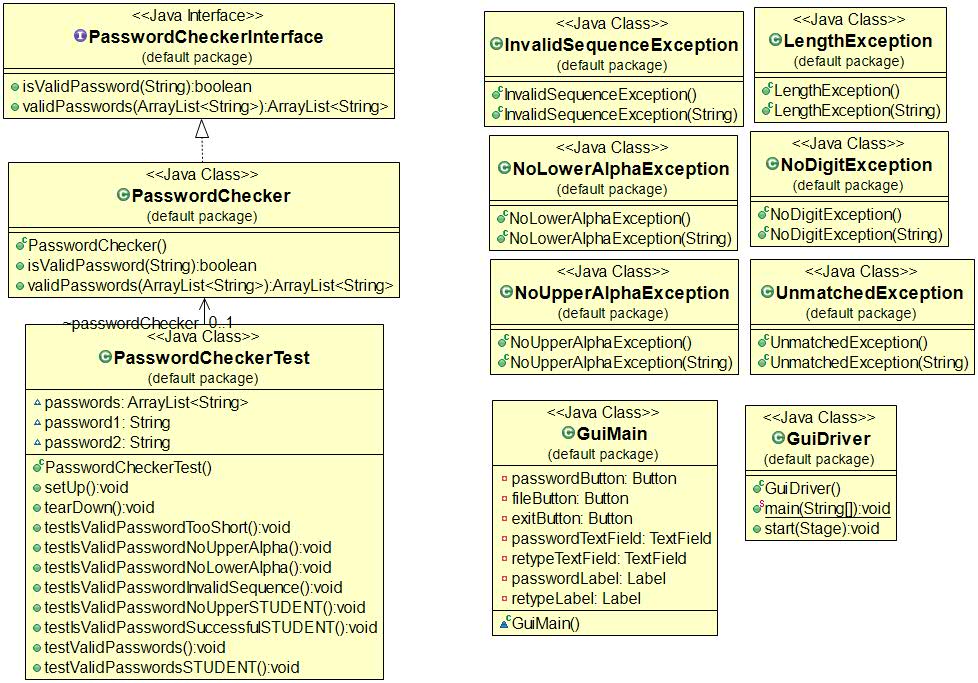 <<Java Interface>>
PasswordCheckerInterface
(default package)
isValidPassword(String):boolean
validPasswords(ArrayList<String>):ArrayList<String>
<<Java Class>>
PasswordChecker
(default package)
PasswordChecker()
isValidPassword(String):boolean
validPasswords(ArrayList<String>):ArrayList<String>
~passwordChecker 0..1
<<Java Class>>
PasswordCheckerTest
(default package)
passwords: ArrayList<String>
password1: String
password2: String
PasswordCheckerTest()
setUp():void
tearDown():void
testIsValidPasswordTooShort():void
testIsValidPasswordNoUpperAlpha():void
testIsValidPasswordNoLowerAlpha():void
testIsValidPasswordInvalidSequence():void
testIsValidPasswordNoUpperSTUDENT():void
testIsValidPasswordSuccessfulSTUDENT():void
testValidPasswords():void
testValidPasswordsSTUDENT():void
<<Java Class>>
InvalidSequenceException
(default package)
InvalidSequenceException()
InvalidSequenceException(String)
<<Java Class>>
LengthException
(default package)
LengthException()
LengthException(String)
<<Java Class>>
NoLowerAlphaException
(default package)
NoLowerAlphaException()
NoLowerAlphaException(String)
<<Java Class>>
NoDigitException
(default package)
NoDigitException()
NoDigitException(String)
<<Java Class>>
NoUpperAlphaException
(default package)
NoUpperAlphaException()
NoUpperAlphaException(String)
<<Java Class>>
UnmatchedException
(default package)
UnmatchedException()
UnmatchedException(String)
<<Java Class>>
GuiMain
(default package)
passwordButton: Button
fileButton: Button
exitButton: Button
passwordTextField: TextField
retypeTextField: TextField
passwordLabel: Label
retypeLabel: Label
GuiMain()
<<Java Class>>
GuiDriver
(default package)
GuiDriver()
main(String[]):void
start(Stage):void